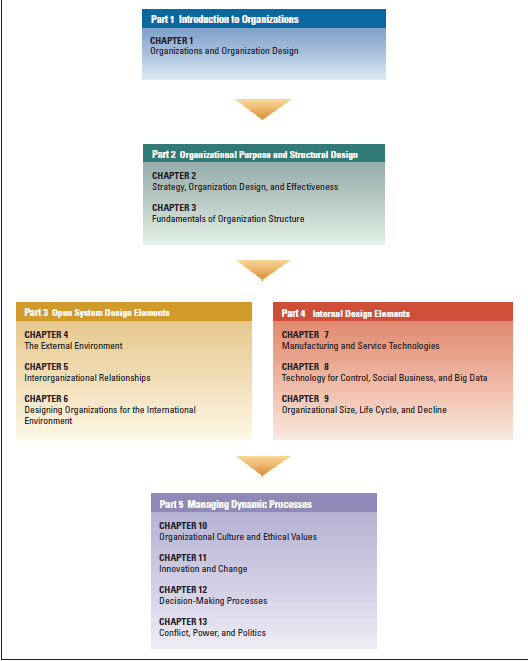 Part 1 Introduction to Organizations
CHAPTER 1
Organizations and Organization Design
Part 2 Organizational Purpose and Structural Design
CHAPTER 2
Strategy, Organization Design, and Effectiveness
CHAPTER 3
Fundamentals of Organization Structure
Part 3 Open System Design Elements
CHAPTER 4
The External Environment
CHAPTER 5
Interorganizational Relationships
CHAPTER 6
Designing Organizations for the International
Environment
Part 4 Internal Design Elements
CHAPTER 7
Manufacturing and Service Technologies
CHAPTER 8
Technology for Control, Social Business, and Big Data
CHAPTER 9
Organizational Size, Life Cycle, and Decline
Part 5 Managing Dynamic Processes
CHAPTER 10
Organizational Culture and Ethical Values
CHAPTER 11
Innovation and Change
CHAPTER 12
Decision-Making Processes
CHAPTER 13
Conflict, Power, and Politics